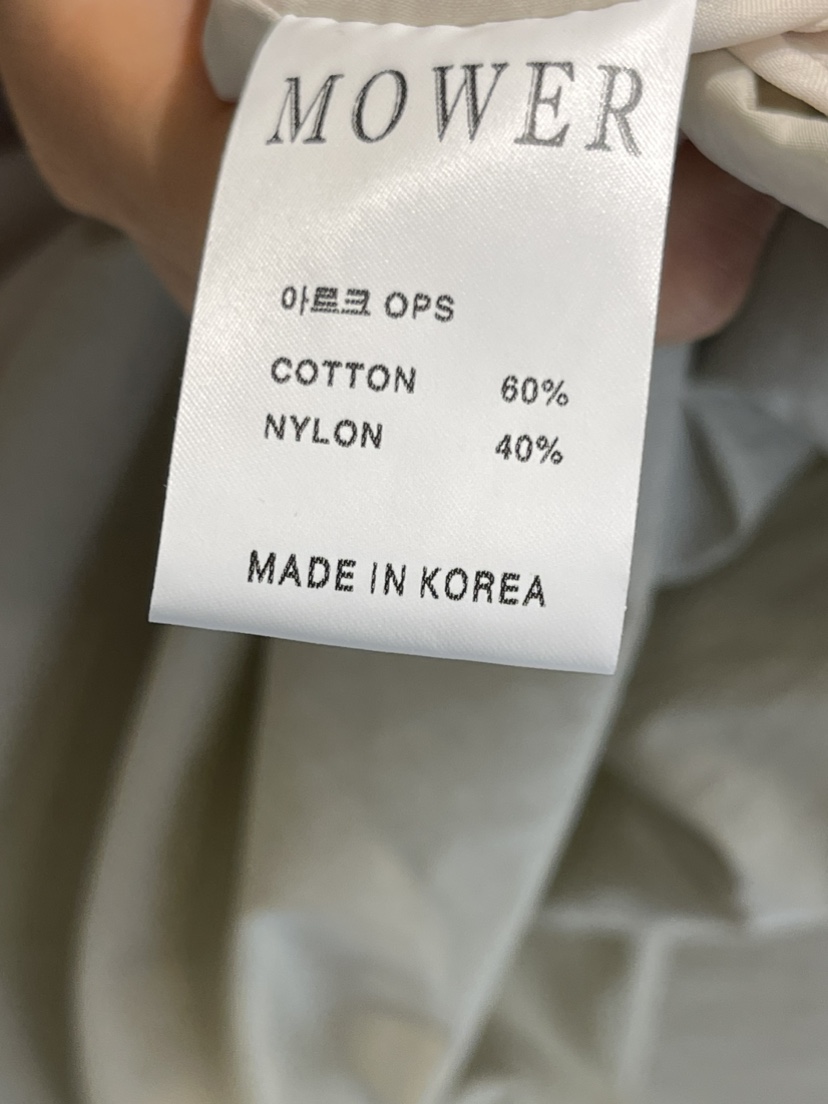 MOWER
아트크 OPS
COTTON 60%
NYLON 40%
MADE IN KOREA